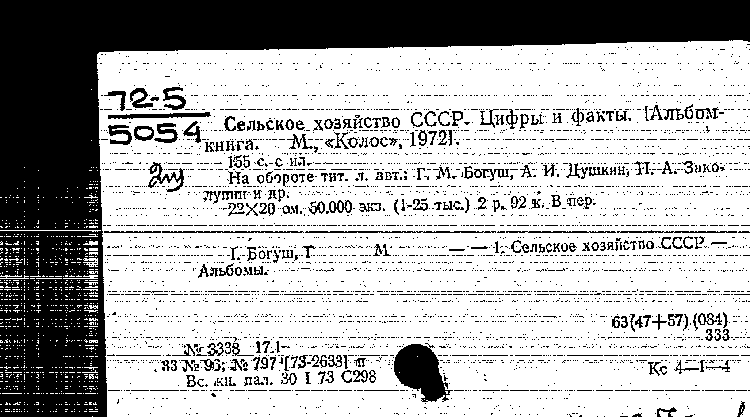 72-5
5054
Сельское хозяйство СССР. Цифры и факты. [Альбом-
книга. М., «Колос», 1972].
155 с. с ил.
На обороте тит. л. авт.: Г. М. Богуш, А. И. Душкин, Н. А. Зако-
лупин и др.
22×20 см. 50.000 экз. (1-25 тыс.) 2 р. 92 к. В пер.
I. Богуш, Г М. — — 1. Сельское хозяйство СССР —
Альбомы.
63(47+57)(084)
333
№ 3338 17.1-
83 № 93; № 797 [73-2633] п
Вс. кн. пал. 30 I 73 С298
Кс 4—1—4